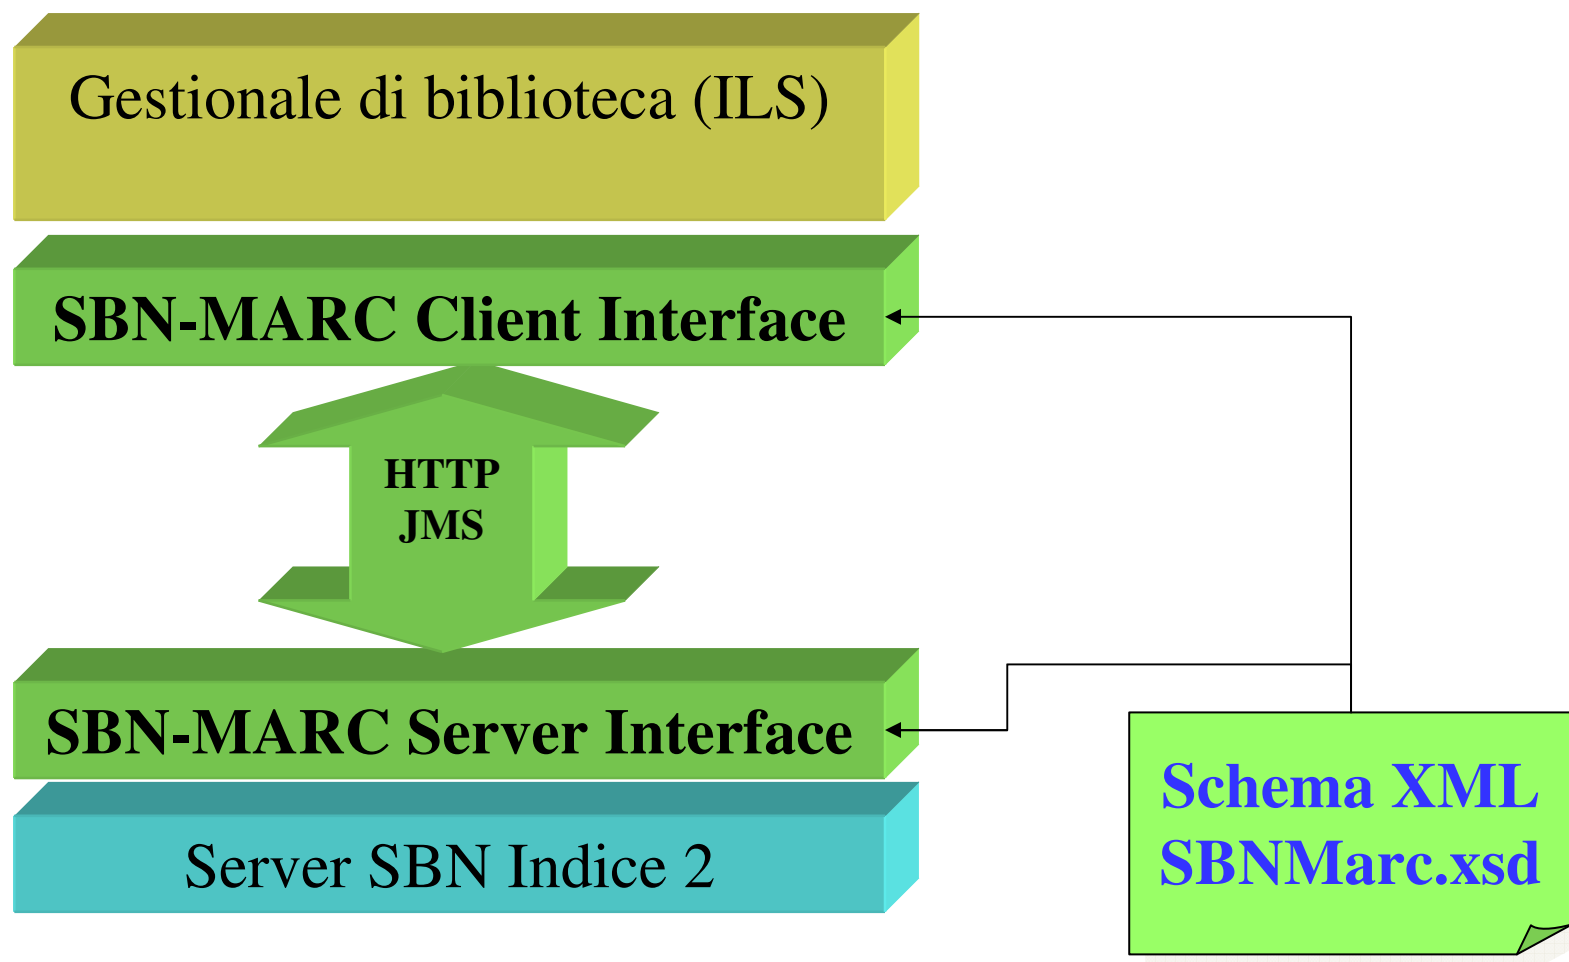 Gestionale di biblioteca (ILS)
SBN-MARC Client Interface
HTTP
JMS
SBN-MARC Server Interface
Server SBN Indice 2
Schema XML
SBNMarc.xsd